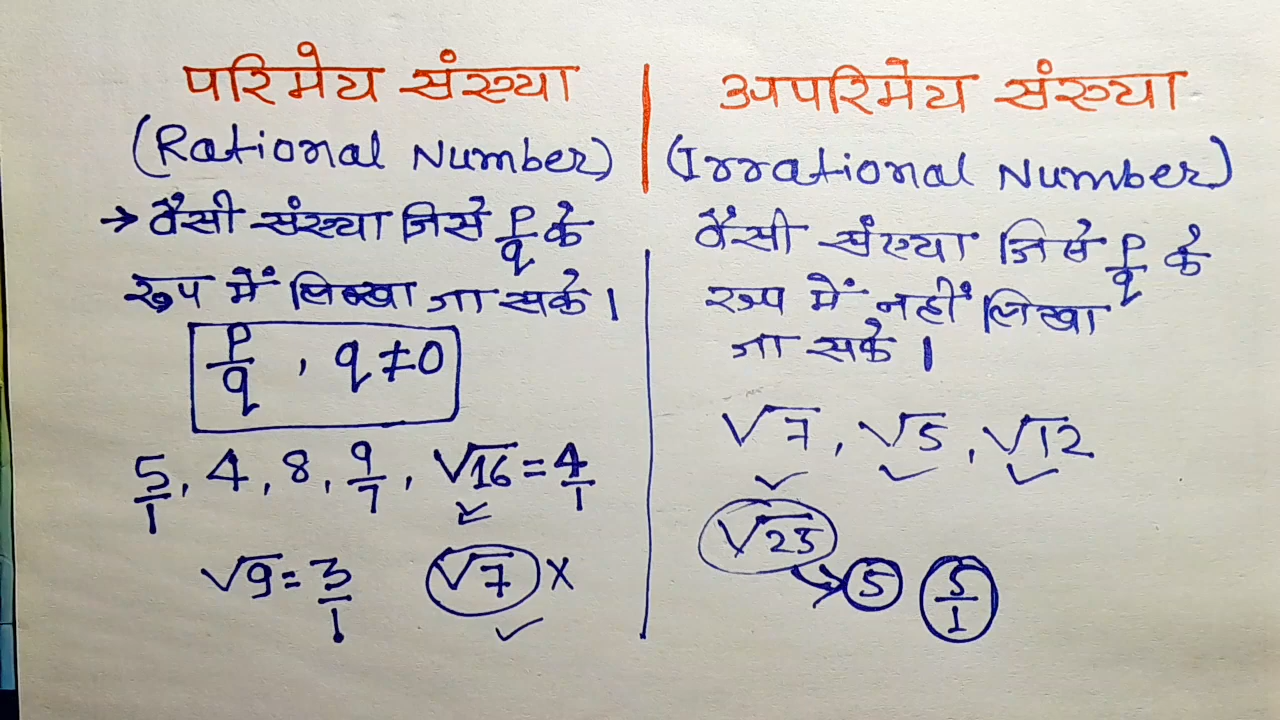 परिमेय संख्या
(Rational Number)
→ वैसी संख्या जिसे p/q के
रूप में लिखा जा सके।
p/q , q ≠ 0
5/1, 4, 8, 9/7, √16 = 4/1
√9 = 3/1 √7 ×
अपरिमेय संख्या
(Irrational Number)
वैसी संख्या जिसे p/q के
रूप में नहीं लिखा
जा सके।
√7, √5, √12
√25
5 5/1